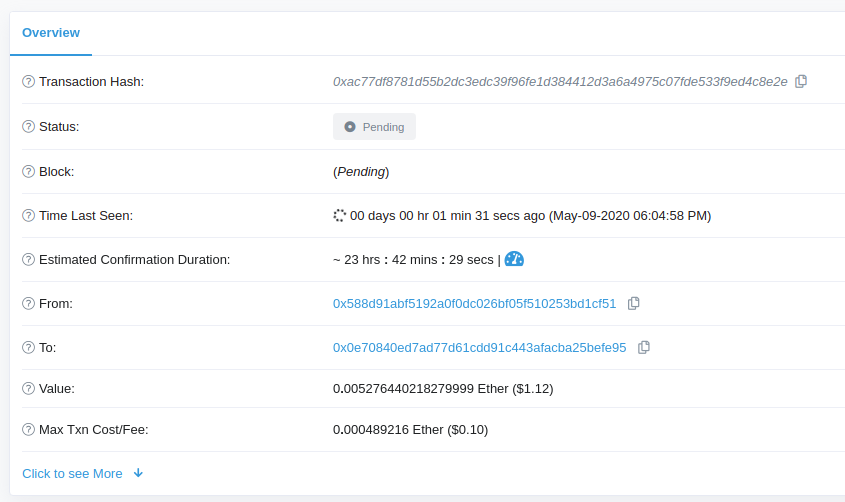 Overview
Transaction Hash: 0xac77df8781d55b2dc3edc39f96fe1d384412d3a6a4975c07fde533f9ed4c8e2e
Status: Pending
Block: (Pending)
Time Last Seen: 00 days 00 hr 01 min 31 secs ago (May-09-2020 06:04:58 PM)
Estimated Confirmation Duration: ~ 23 hrs : 42 mins : 29 secs |
From: 0x588d91abf5192a0f0dc026bf05f510253bd1cf51
To: 0x0e70840ed7ad77d61cdd91c443afacba25befe95
Value: 0.005276440218279999 Ether ($1.12)
Max Txn Cost/Fee: 0.000489216 Ether ($0.10)
Click to see More